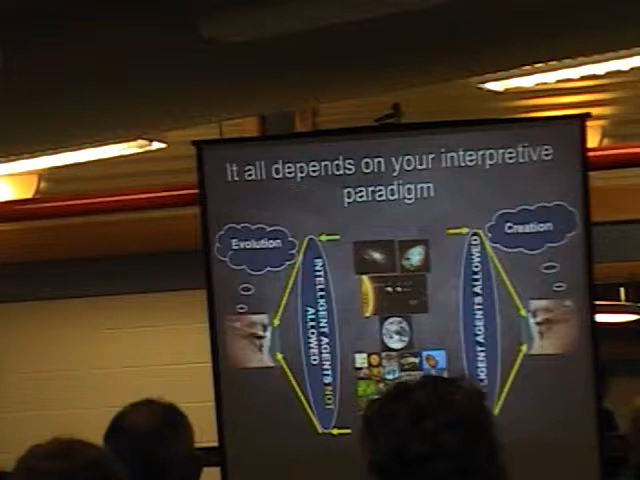 It all depends on your interpretive
paradigm
Evolution
Creation
INTELLIGENT AGENTS NOT
ALLOWED
AGENTS ALLOWED